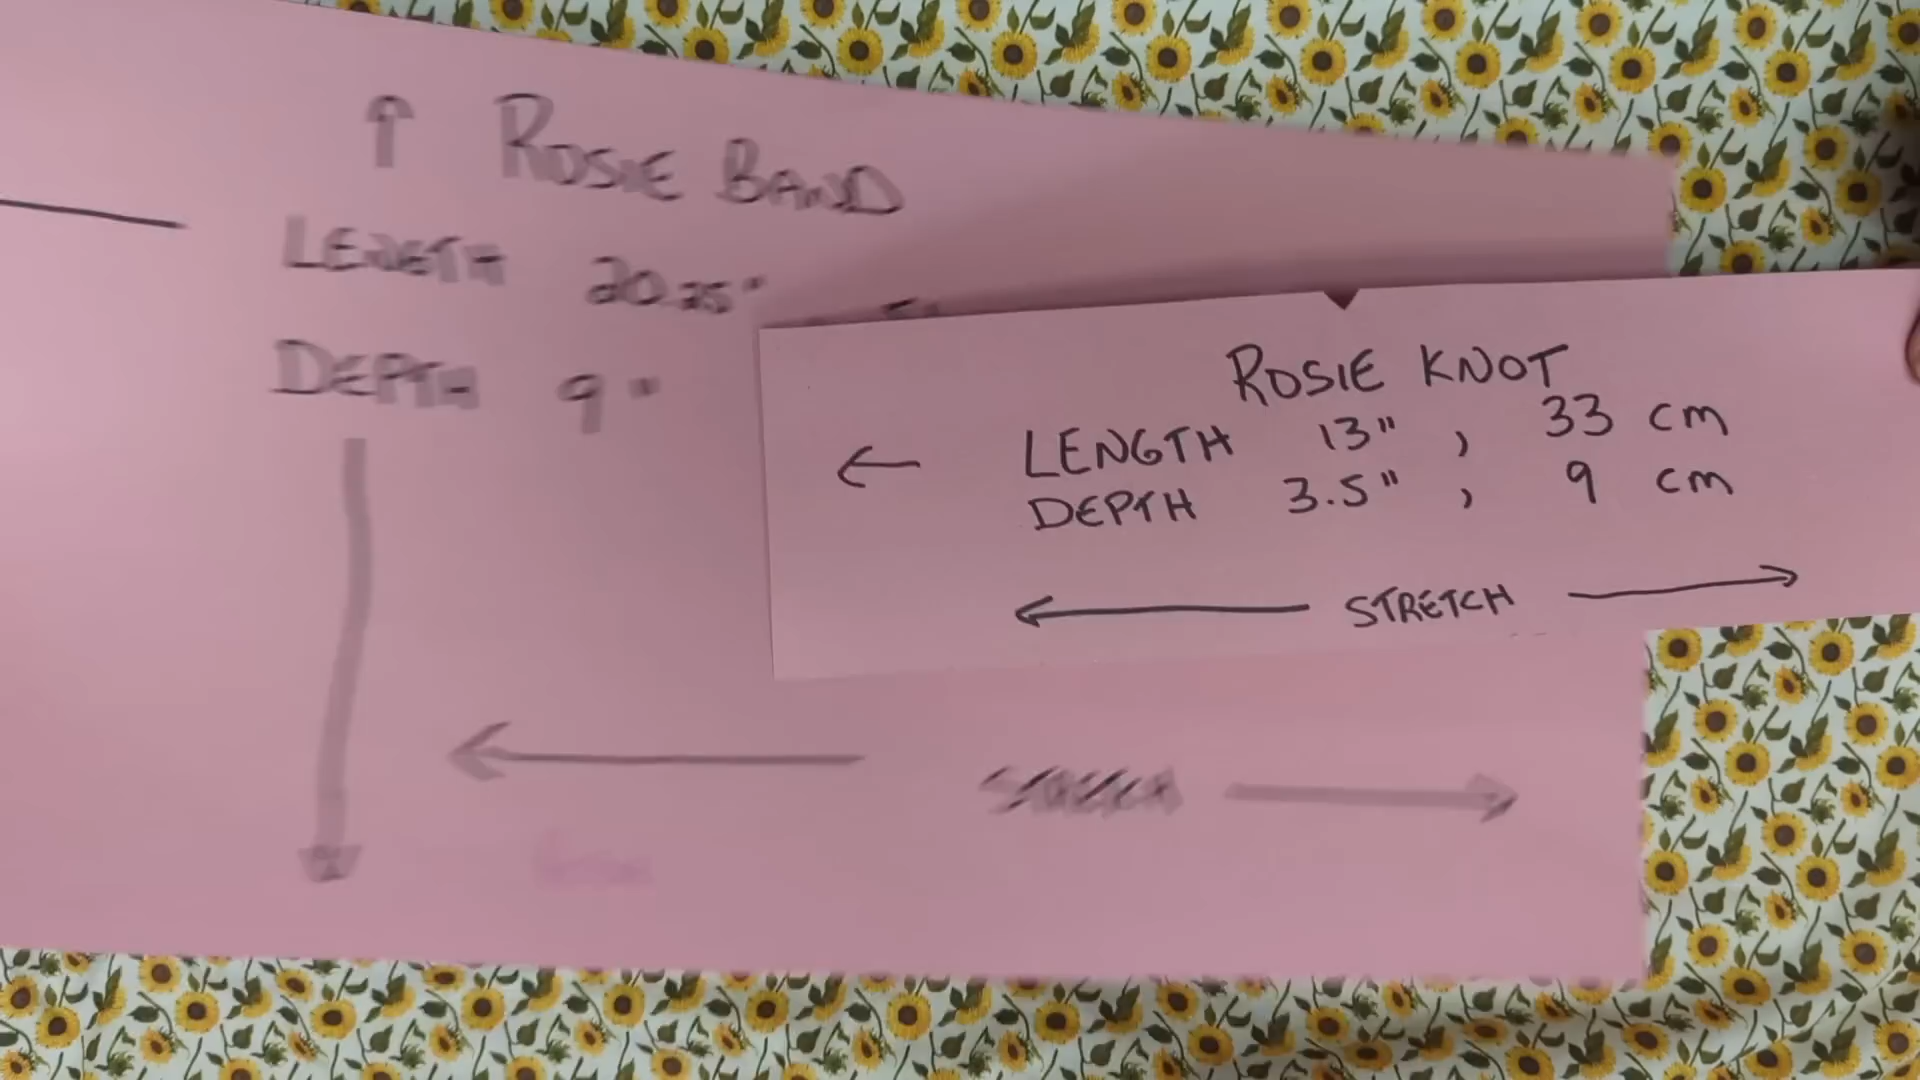 ROSIE BAND
LENGTH 20.25"
DEPTH 9"
STRETCH
ROSIE KNOT
LENGTH 13" , 33 cm
DEPTH 3.5" , 9 cm
STRETCH